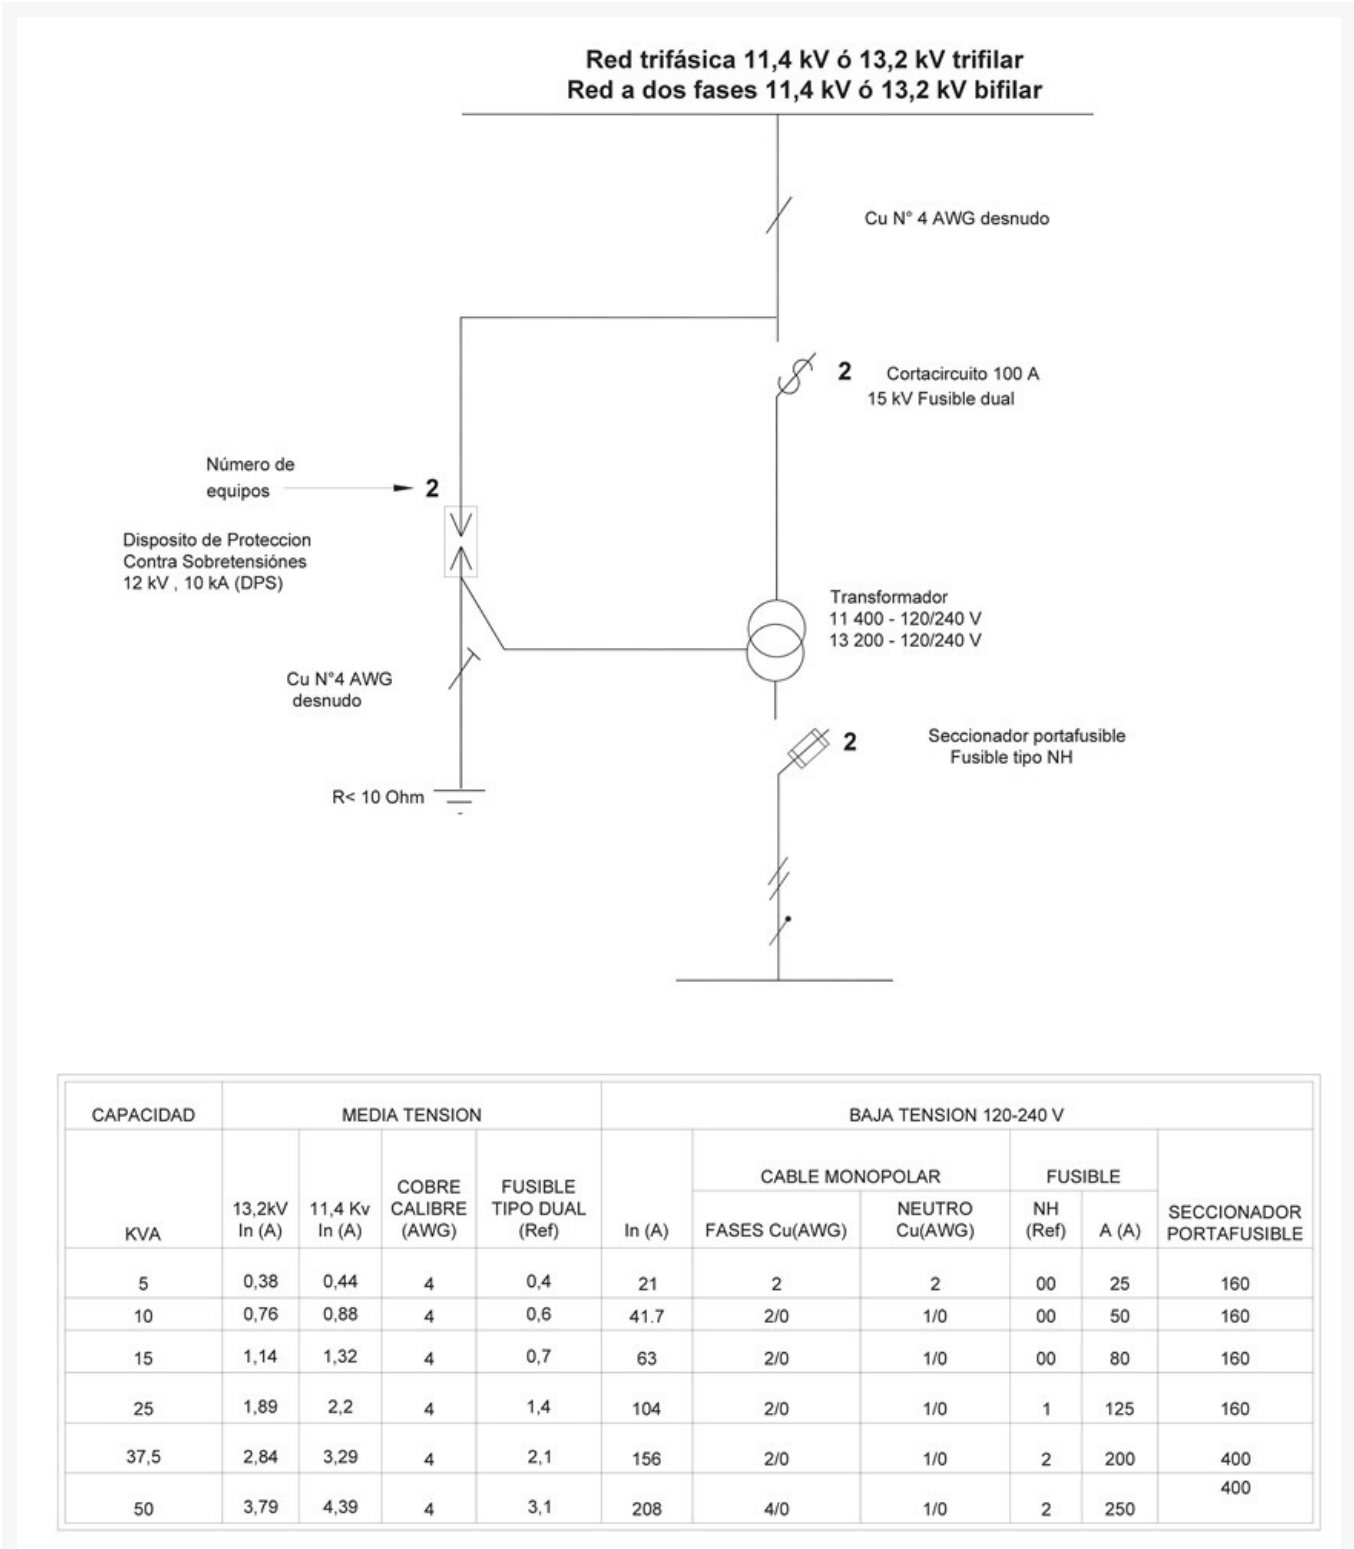 Red trifásica 11,4 kV ó 13,2 kV trifilar
Red a dos fases 11,4 kV ó 13,2 kV bifilar
Cu N° 4 AWG desnudo
2
Cortacircuito 100 A
15 kV Fusible dual
Número de
equipos
2
Disposito de Proteccion
Contra Sobretensiónes
12 kV , 10 kA (DPS)
Transformador
11 400 - 120/240 V
13 200 - 120/240 V
Cu N°4 AWG
desnudo
2
Seccionador portafusible
Fusible tipo NH
R< 10 Ohm
CAPACIDAD MEDIA TENSION BAJA TENSION 120-240 V
CABLE MONOPOLAR FUSIBLE
KVA
13,2kV
In (A)
11,4 Kv
In (A)
COBRE
CALIBRE
(AWG)
FUSIBLE
TIPO DUAL
(Ref)
In (A)
FASES Cu(AWG)
NEUTRO
Cu(AWG)
NH
(Ref)
A (A)
SECCIONADOR
PORTAFUSIBLE
5 0,38 0,44 4 0,4 21 2 2 00 25 160
10 0,76 0,88 4 0,6 41.7 2/0 1/0 00 50 160
15 1,14 1,32 4 0,7 63 2/0 1/0 00 80 160
25 1,89 2,2 4 1,4 104 2/0 1/0 1 125 160
37,5 2,84 3,29 4 2,1 156 2/0 1/0 2 200 400
50 3,79 4,39 4 3,1 208 4/0 1/0 2 250 400